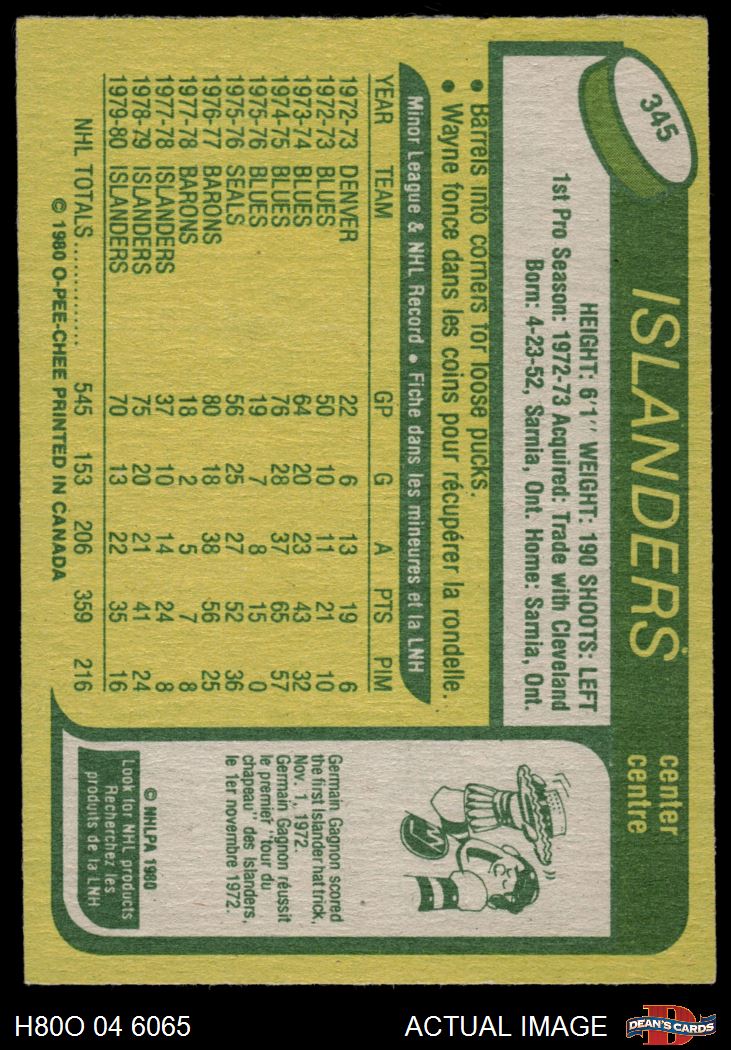 345
ISLANDERS
center
centre
HEIGHT: 6'1" WEIGHT: 190 SHOOTS: LEFT
1st Pro Season: 1972-73 Acquired: Trade with Cleveland
Born: 4-23-52, Sarnia, Ont. Home: Sarnia, Ont.
• Barrels into corners for loose pucks.
• Wayne fonce dans les coins pour récupérer la rondelle.
Minor League & NHL Record • Fiche dans les mineures et la LNH
YEAR TEAM GP G A PTS PIM
1972-73 DENVER 22 6 13 19 6
1972-73 BLUES 50 10 11 21 10
1973-74 BLUES 64 20 23 43 32
1974-75 BLUES 76 28 37 65 57
1975-76 BLUES 19 7 8 15 0
1975-76 SEALS 56 25 27 52 36
1976-77 BARONS 80 18 38 56 25
1977-78 BARONS 18 2 5 7 8
1977-78 ISLANDERS 37 10 14 24 8
1978-79 ISLANDERS 75 20 21 41 24
1979-80 ISLANDERS 70 13 22 35 16
NHL TOTALS.............. 545 153 206 359 216
© 1980 O-PEE-CHEE PRINTED IN CANADA
Germain Gagnon scored
the first Islander hat trick,
Nov. 1, 1972.
Germain Gagnon réussit
le premier "tour du
chapeau" des Islanders,
le 1er novembre 1972.
© NHLPA 1980
Look for NHL products
Recherchez les
produits de la LNH
H80O 04 6065
ACTUAL IMAGE
DEAN'S CARDS